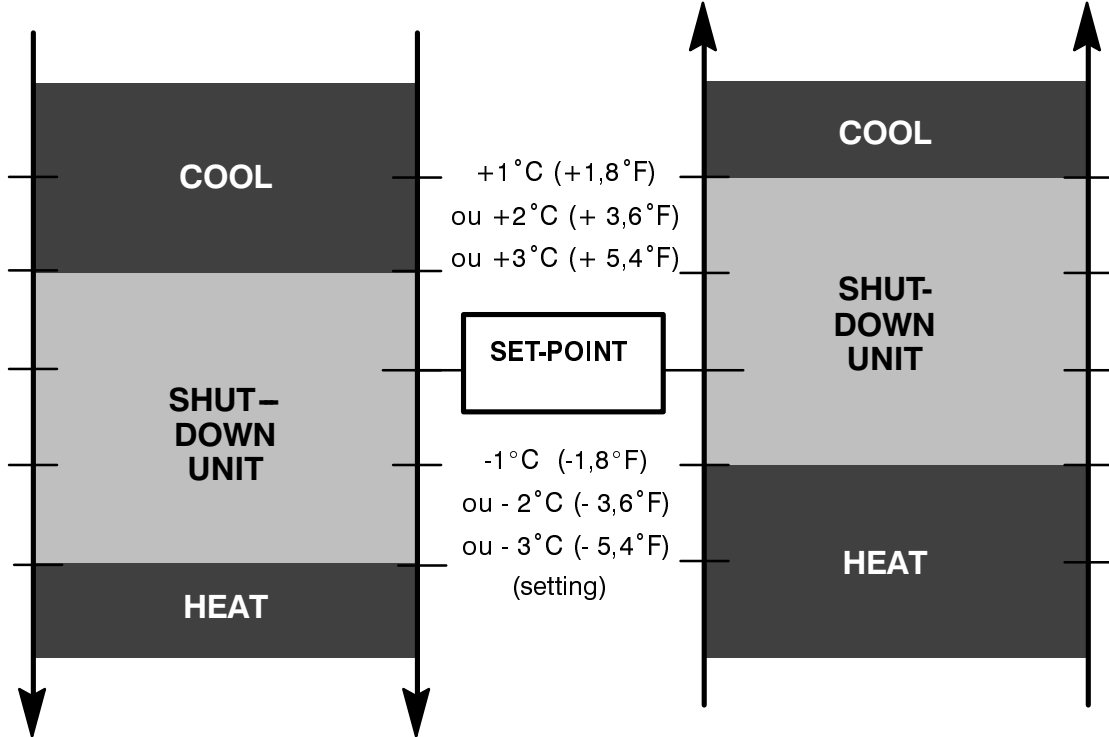 COOL
SHUT-
DOWN
UNIT
HEAT
+1°C (+1,8°F)
ou +2°C (+ 3,6°F)
ou +3°C (+ 5,4°F)
SET-POINT
-1°C (-1,8°F)
ou - 2°C (- 3,6°F)
ou - 3°C (- 5,4°F)
(setting)
COOL
SHUT-
DOWN
UNIT
HEAT